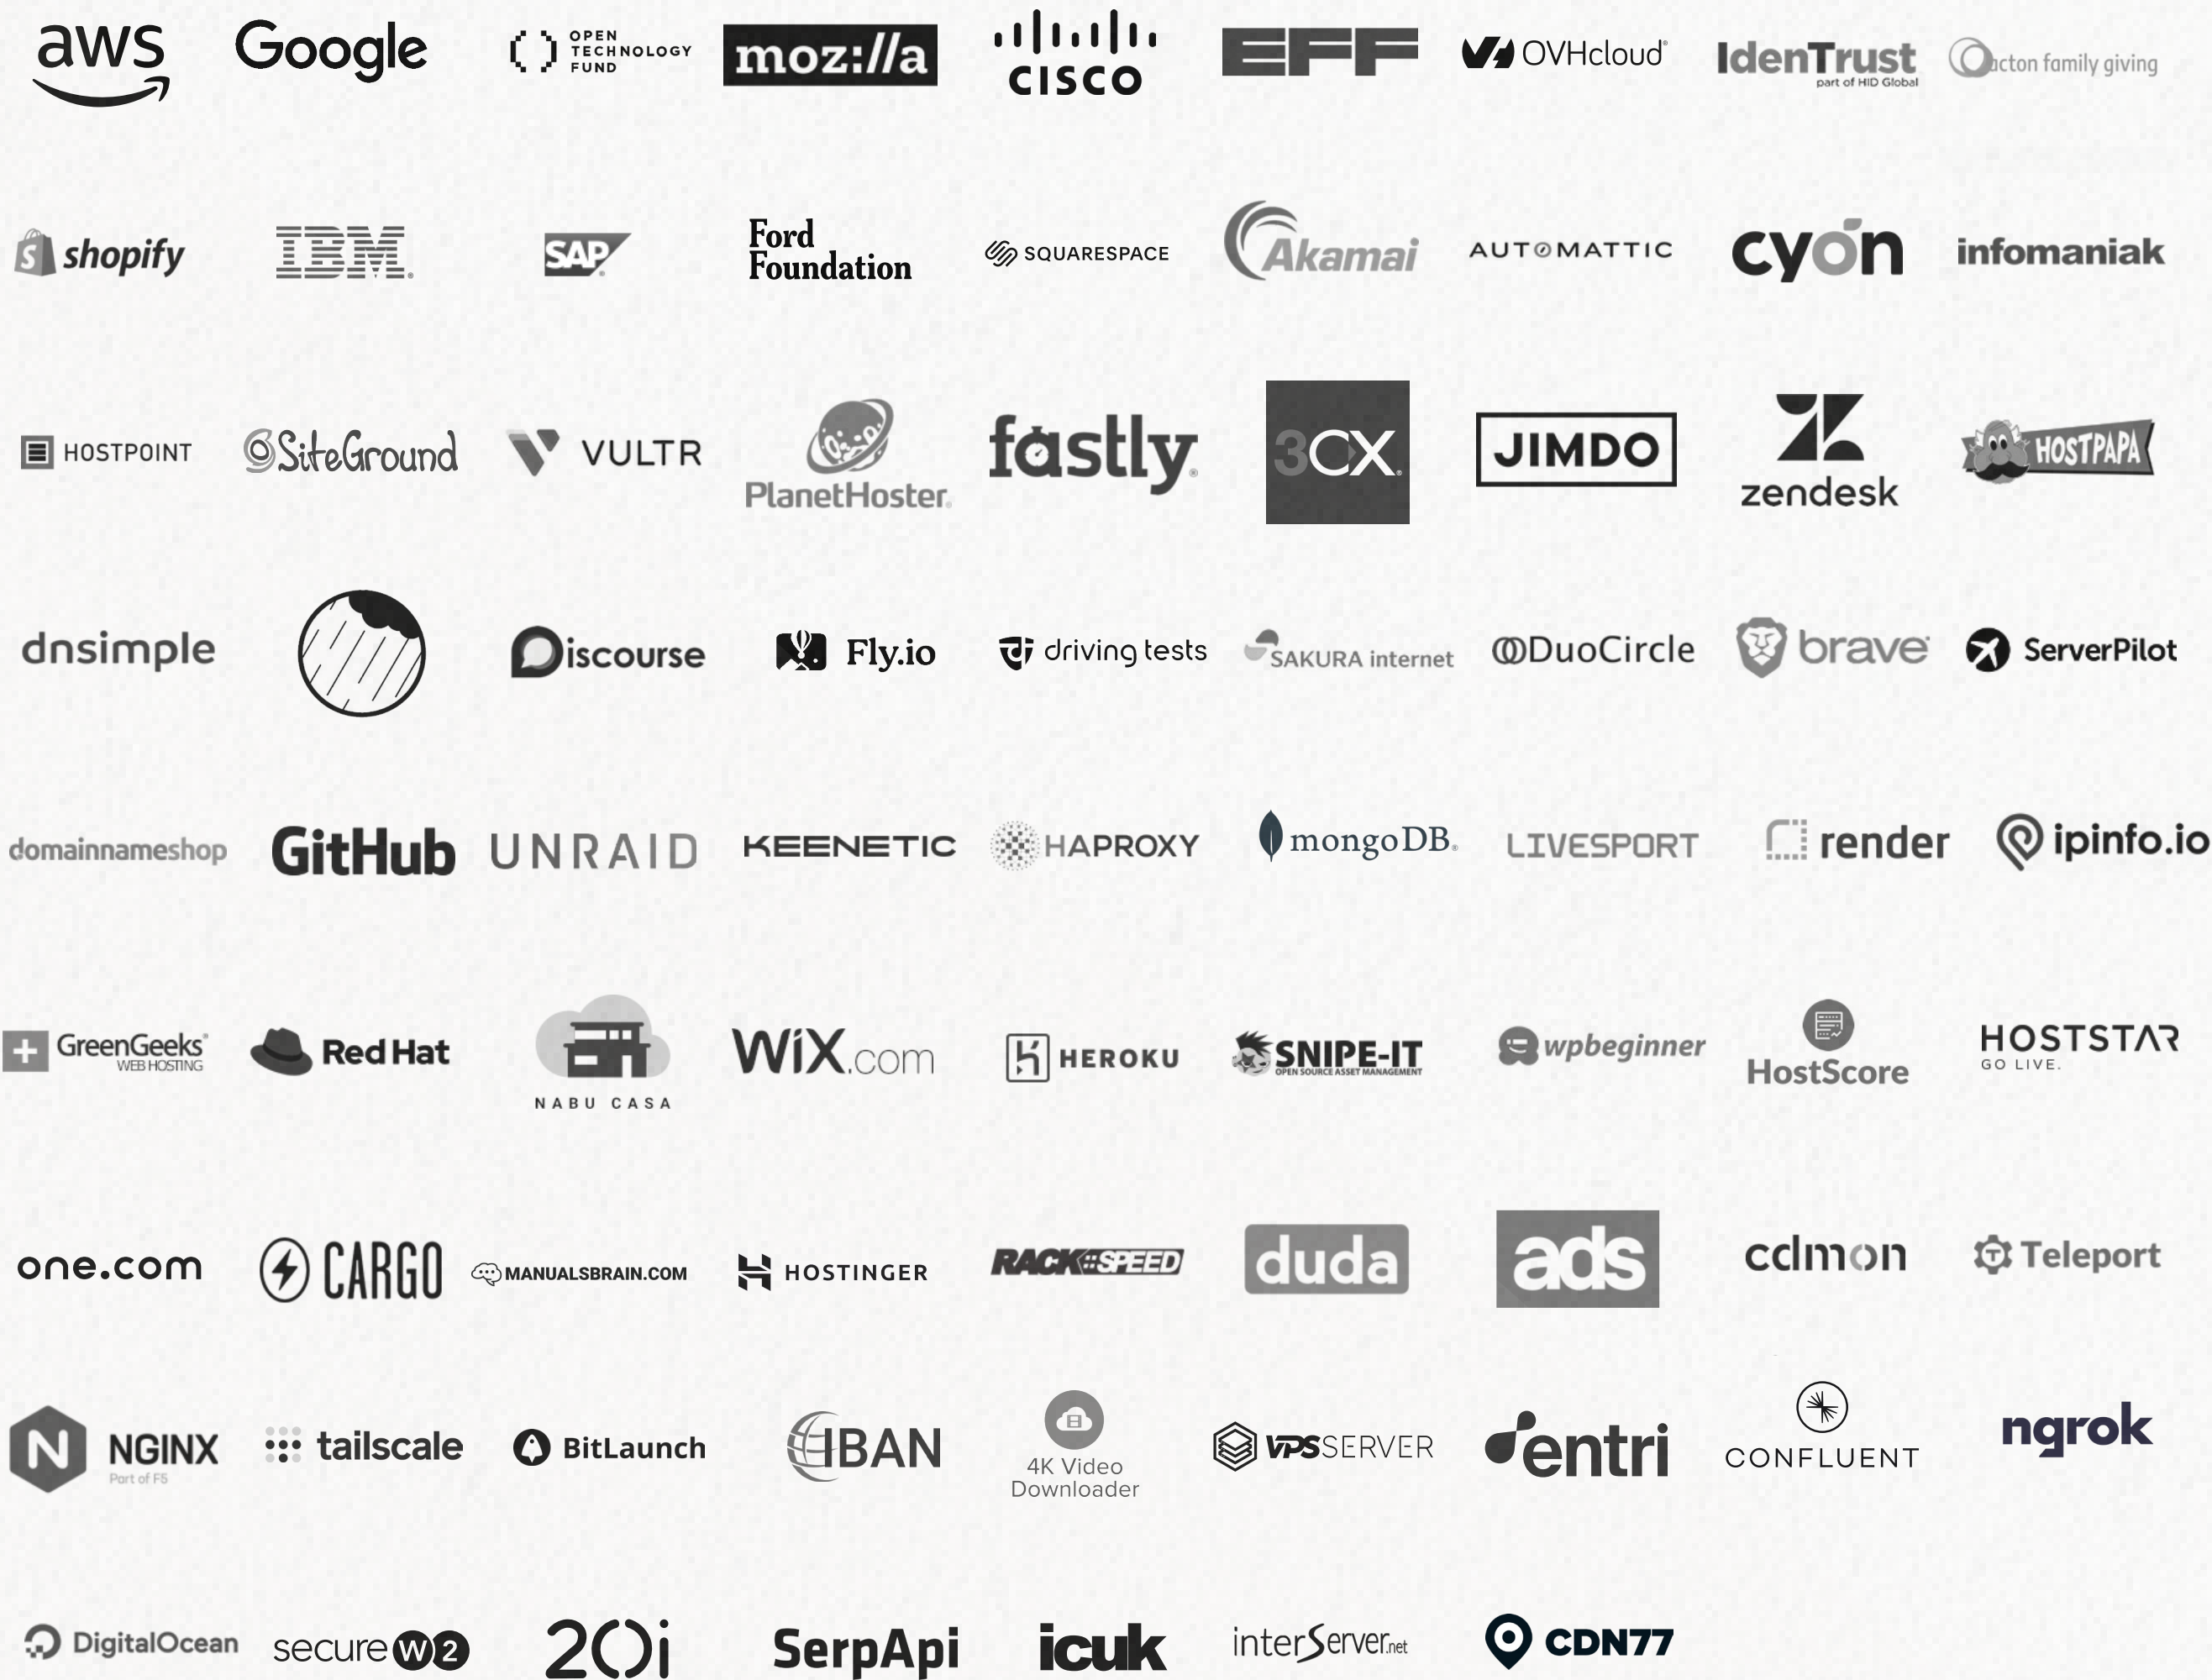 aws
Google
OPEN
TECHNOLOGY
FUND
moz://a
CISCO
EFF
OVHcloud®
IdenTrust
part of HID Global
acton family giving
shopify
IBM®
SAP®
Ford
Foundation
SQUARESPACE
Akamai
AUTOMATTIC
cyon
infomaniak
HOSTPOINT
SiteGround
VULTR
PlanetHoster®
fastly®
3CX®
JIMDO
zendesk
HOSTPAPA
dnsimple
Discourse
Fly.io
driving tests
SAKURA internet
DuoCircle
brave
ServerPilot
domainnameshop
GitHub
UNRAID
KEENETIC
HAPROXY
mongoDB®
LIVESPORT
render
ipinfo.io
GreenGeeks®
WEB HOSTING
Red Hat
NABU CASA
WiX.com
HEROKU
SNIPE-IT
OPEN SOURCE ASSET MANAGEMENT
wpbeginner
HostScore
HOSTSTAR
GO LIVE.
one.com
CARGO
MANUALSBRAIN.COM
HOSTINGER
RACK::SPEED
duda
ads
cdmon
Teleport
N NGINX
Part of F5
tailscale
BitLaunch
IBAN
4K Video
Downloader
VPSSERVER
entri
CONFLUENT
ngrok
DigitalOcean
secureW2
20i
SerpApi
icuk
interServer.net
CDN77